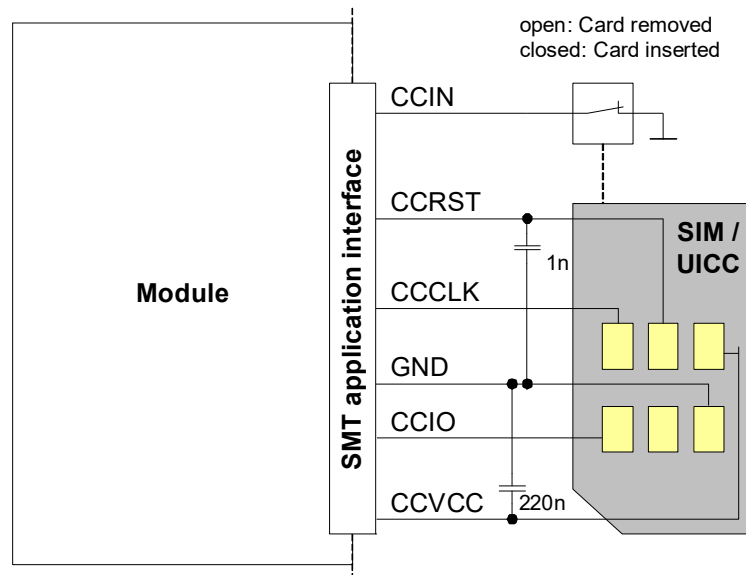 open: Card removed
closed: Card inserted
CCIN
CCRST
SIM /
UICC
1n
Module
SMT application interface
CCCLK
GND
CCIO
CCVCC
220n